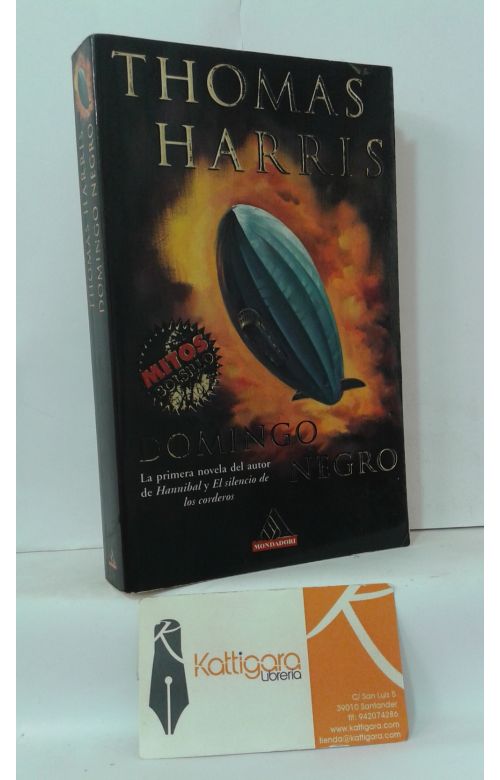 THOMAS
HARRIS
THOMAS HARRIS
DOMINGO NEGRO
MITOS
BOLSILLO
DOMINGO
NEGRO
La primera novela del autor
de Hannibal y El silencio de
los corderos
MONDADORI
Kattigara
Librería
C/ San Luis 5
39010 Santander
tlf: 942074286
www.kattigara.com
tienda@kattigara.com